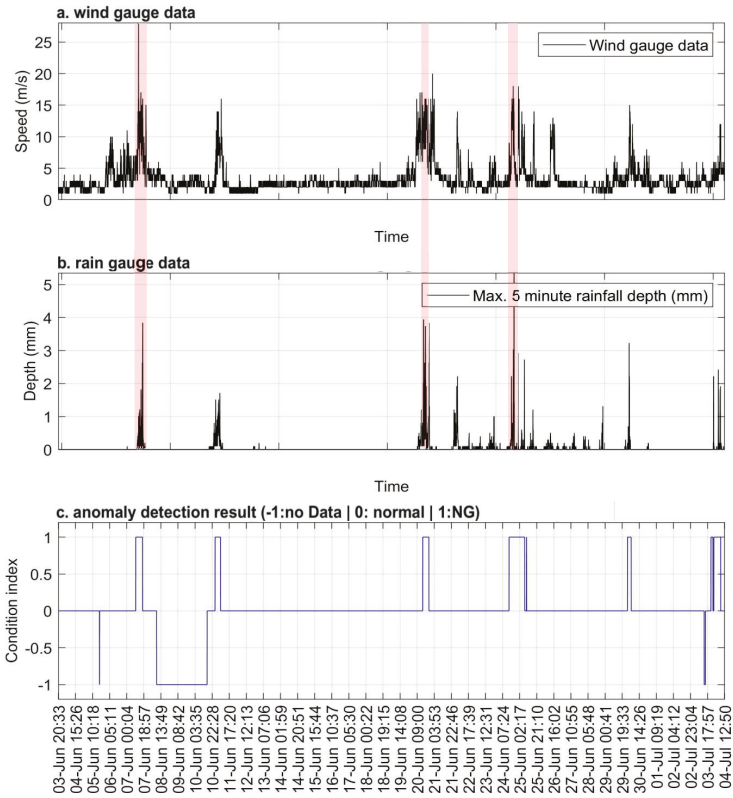 a. wind gauge data
Wind gauge data
Speed (m/s)
25
20
15
10
5
0
Time
b. rain gauge data
Max. 5 minute rainfall depth (mm)
Depth (mm)
5
4
3
2
1
0
Time
c. anomaly detection result (-1:no Data | 0: normal | 1:NG)
Condition index
1
0.5
0
-0.5
-1
03-Jun 20:33
04-Jun 15:26
05-Jun 10:18
06-Jun 05:11
07-Jun 00:04
07-Jun 18:57
08-Jun 13:49
09-Jun 08:42
10-Jun 03:35
10-Jun 22:28
11-Jun 17:20
12-Jun 12:13
13-Jun 07:06
14-Jun 01:59
14-Jun 20:51
15-Jun 15:44
16-Jun 10:37
17-Jun 05:30
18-Jun 00:22
18-Jun 19:15
19-Jun 14:08
20-Jun 09:00
21-Jun 03:53
21-Jun 22:46
22-Jun 17:39
23-Jun 12:31
24-Jun 07:24
25-Jun 02:17
25-Jun 21:10
26-Jun 16:02
27-Jun 10:55
28-Jun 05:48
29-Jun 00:41
29-Jun 19:33
30-Jun 14:26
01-Jul 09:19
02-Jul 04:12
02-Jul 23:04
03-Jul 17:57
04-Jul 12:50